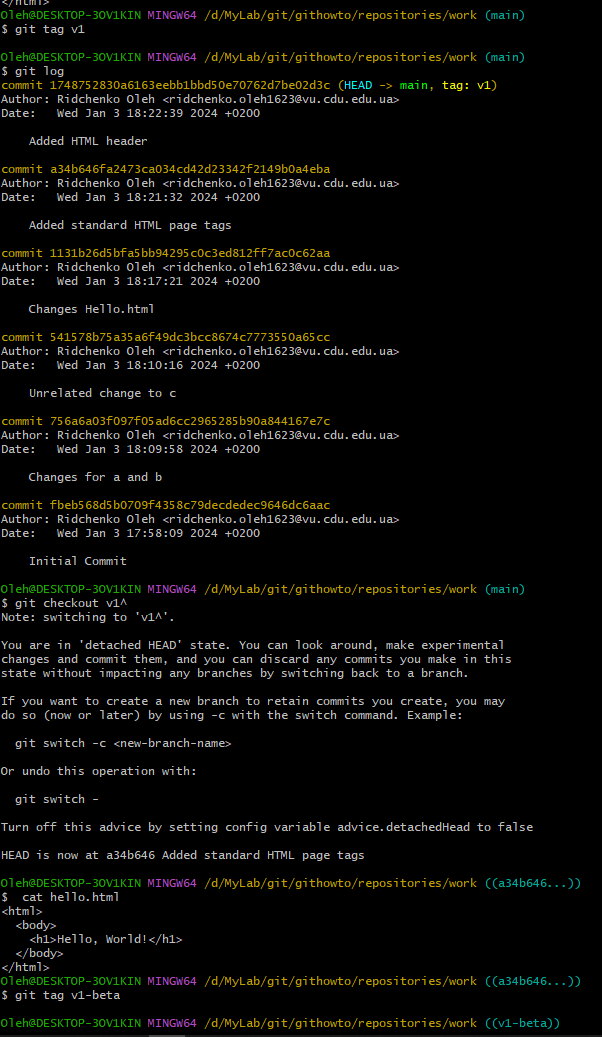 </html>
Oleh@DESKTOP-3OV1KIN MINGW64 /d/MyLab/git/githowto/repositories/work (main)
$ git tag v1
Oleh@DESKTOP-3OV1KIN MINGW64 /d/MyLab/git/githowto/repositories/work (main)
$ git log
commit 1748752830a6163eebb1bbd50e70762d7be02d3c (HEAD -> main, tag: v1)
Author: Ridchenko Oleh <ridchenko.oleh1623@vu.cdu.edu.ua>
Date:   Wed Jan 3 18:22:39 2024 +0200
    Added HTML header
commit a34b646fa2473ca034cd42d23342f2149b0a4eba
Author: Ridchenko Oleh <ridchenko.oleh1623@vu.cdu.edu.ua>
Date:   Wed Jan 3 18:21:32 2024 +0200
    Added standard HTML page tags
commit 1131b26d5bfa5bb94295c0c3ed812ff7ac0c62aa
Author: Ridchenko Oleh <ridchenko.oleh1623@vu.cdu.edu.ua>
Date:   Wed Jan 3 18:17:21 2024 +0200
    Changes Hello.html
commit 541578b75a35a6f49dc3bcc8674c7773550a65cc
Author: Ridchenko Oleh <ridchenko.oleh1623@vu.cdu.edu.ua>
Date:   Wed Jan 3 18:10:16 2024 +0200
    Unrelated change to c
commit 756a6a03f097f05ad6cc2965285b90a844167e7c
Author: Ridchenko Oleh <ridchenko.oleh1623@vu.cdu.edu.ua>
Date:   Wed Jan 3 18:09:58 2024 +0200
    Changes for a and b
commit fbeb568d5b0709f4358c79decdedec9646dc6aac
Author: Ridchenko Oleh <ridchenko.oleh1623@vu.cdu.edu.ua>
Date:   Wed Jan 3 17:58:09 2024 +0200
    Initial Commit
Oleh@DESKTOP-3OV1KIN MINGW64 /d/MyLab/git/githowto/repositories/work (main)
$ git checkout v1^
Note: switching to 'v1^'.
You are in 'detached HEAD' state. You can look around, make experimental
changes and commit them, and you can discard any commits you make in this
state without impacting any branches by switching back to a branch.
If you want to create a new branch to retain commits you create, you may
do so (now or later) by using -c with the switch command. Example:
  git switch -c <new-branch-name>
Or undo this operation with:
  git switch -
Turn off this advice by setting config variable advice.detachedHead to false
HEAD is now at a34b646 Added standard HTML page tags
Oleh@DESKTOP-3OV1KIN MINGW64 /d/MyLab/git/githowto/repositories/work ((a34b646...))
$  cat hello.html
<html>
  <body>
    <h1>Hello, World!</h1>
  </body>
</html>
Oleh@DESKTOP-3OV1KIN MINGW64 /d/MyLab/git/githowto/repositories/work ((a34b646...))
$ git tag v1-beta
Oleh@DESKTOP-3OV1KIN MINGW64 /d/MyLab/git/githowto/repositories/work ((v1-beta))